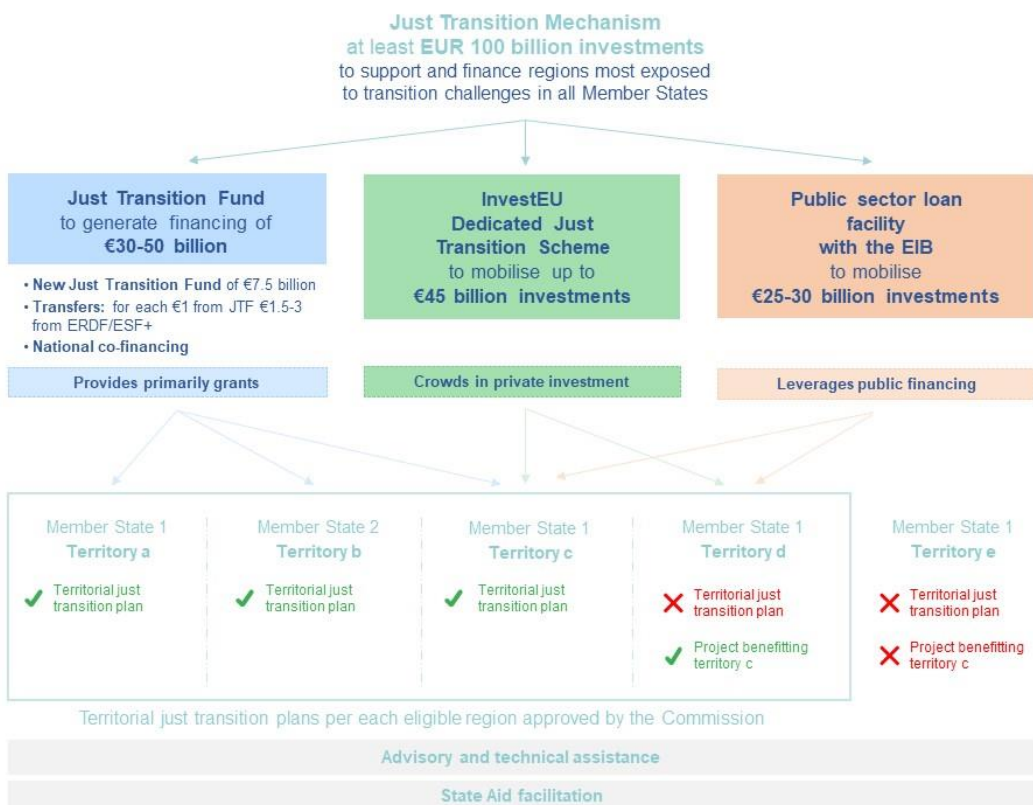 Just Transition Mechanism
at least EUR 100 billion investments
to support and finance regions most exposed
to transition challenges in all Member States
Just Transition Fund
to generate financing of
€30-50 billion
• New Just Transition Fund of €7.5 billion
• Transfers: for each €1 from JTF €1.5-3
from ERDF/ESF+
• National co-financing
Provides primarily grants
InvestEU
Dedicated Just
Transition Scheme
to mobilise up to
€45 billion investments
Crowds in private investment
Public sector loan
facility
with the EIB
to mobilise
€25-30 billion investments
Leverages public financing
Member State 1
Territory a
Territorial just
transition plan
Member State 2
Territory b
Territorial just
transition plan
Member State 1
Territory c
Territorial just
transition plan
Member State 1
Territory d
Territorial just
transition plan
Project benefitting
territory c
Member State 1
Territory e
Territorial just
transition plan
Project benefitting
territory c
Territorial just transition plans per each eligible region approved by the Commission
Advisory and technical assistance
State Aid facilitation